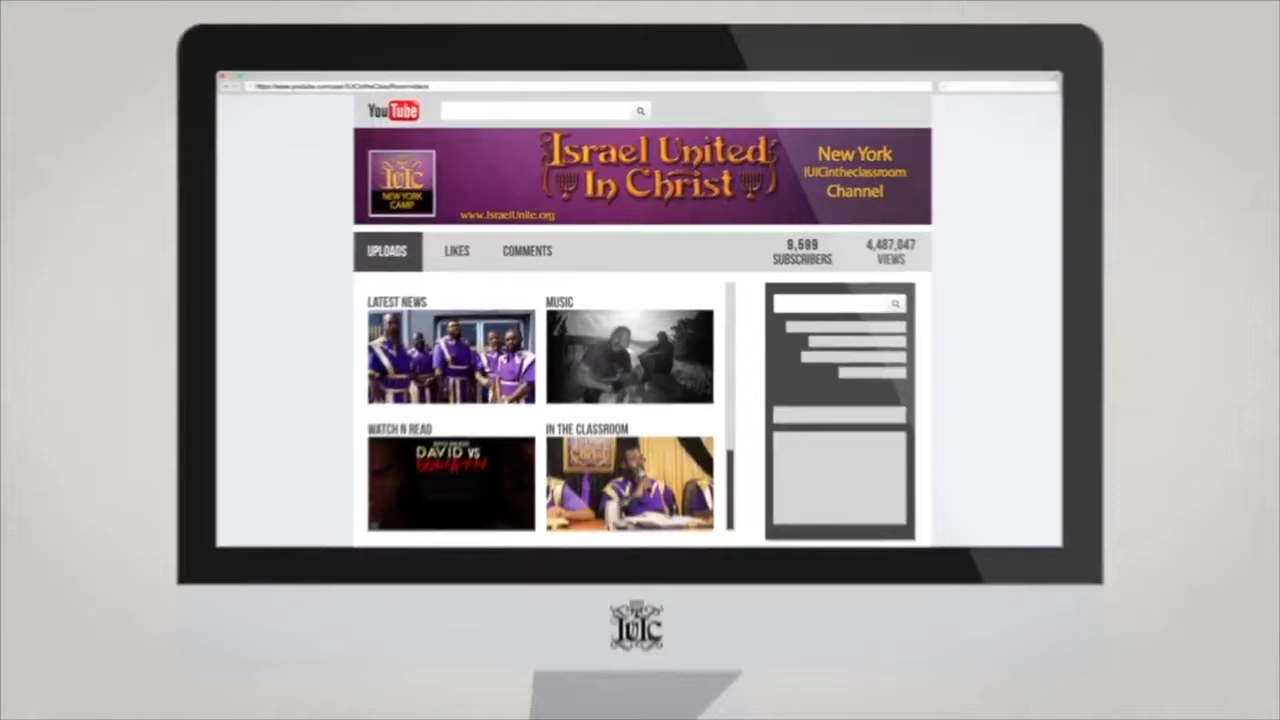 YouTube
Israel United
In Christ
www.IsraelUnite.org
New York
IUICintheclassroom
Channel
IUIC
NEW YORK
CAMP
UPLOADS
LIKES
COMMENTS
9,599
SUBSCRIBERS
4,487,047
VIEWS
LATEST NEWS
MUSIC
WATCH N READ
IN THE CLASSROOM
DAVID VS
IUIC